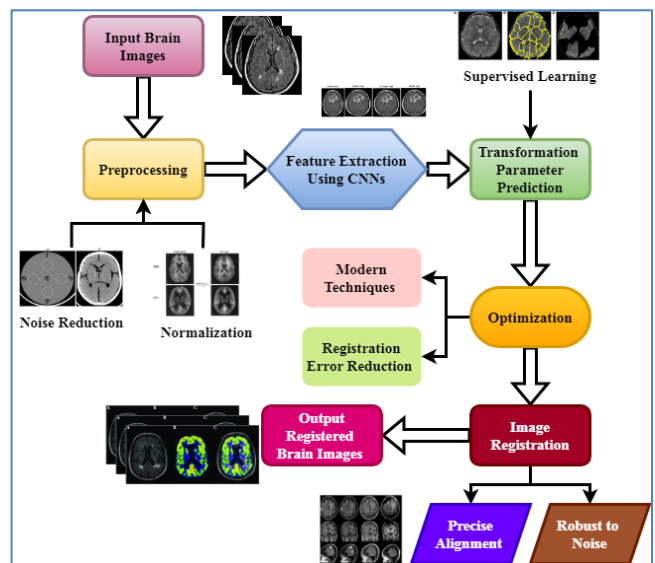 Input Brain
Images
Supervised Learning
Preprocessing
Feature Extraction
Using CNNs
Transformation
Parameter
Prediction
Noise Reduction
Normalization
Modern
Techniques
Optimization
Registration
Error Reduction
Output
Registered
Brain Images
Image
Registration
Precise
Alignment
Robust to
Noise